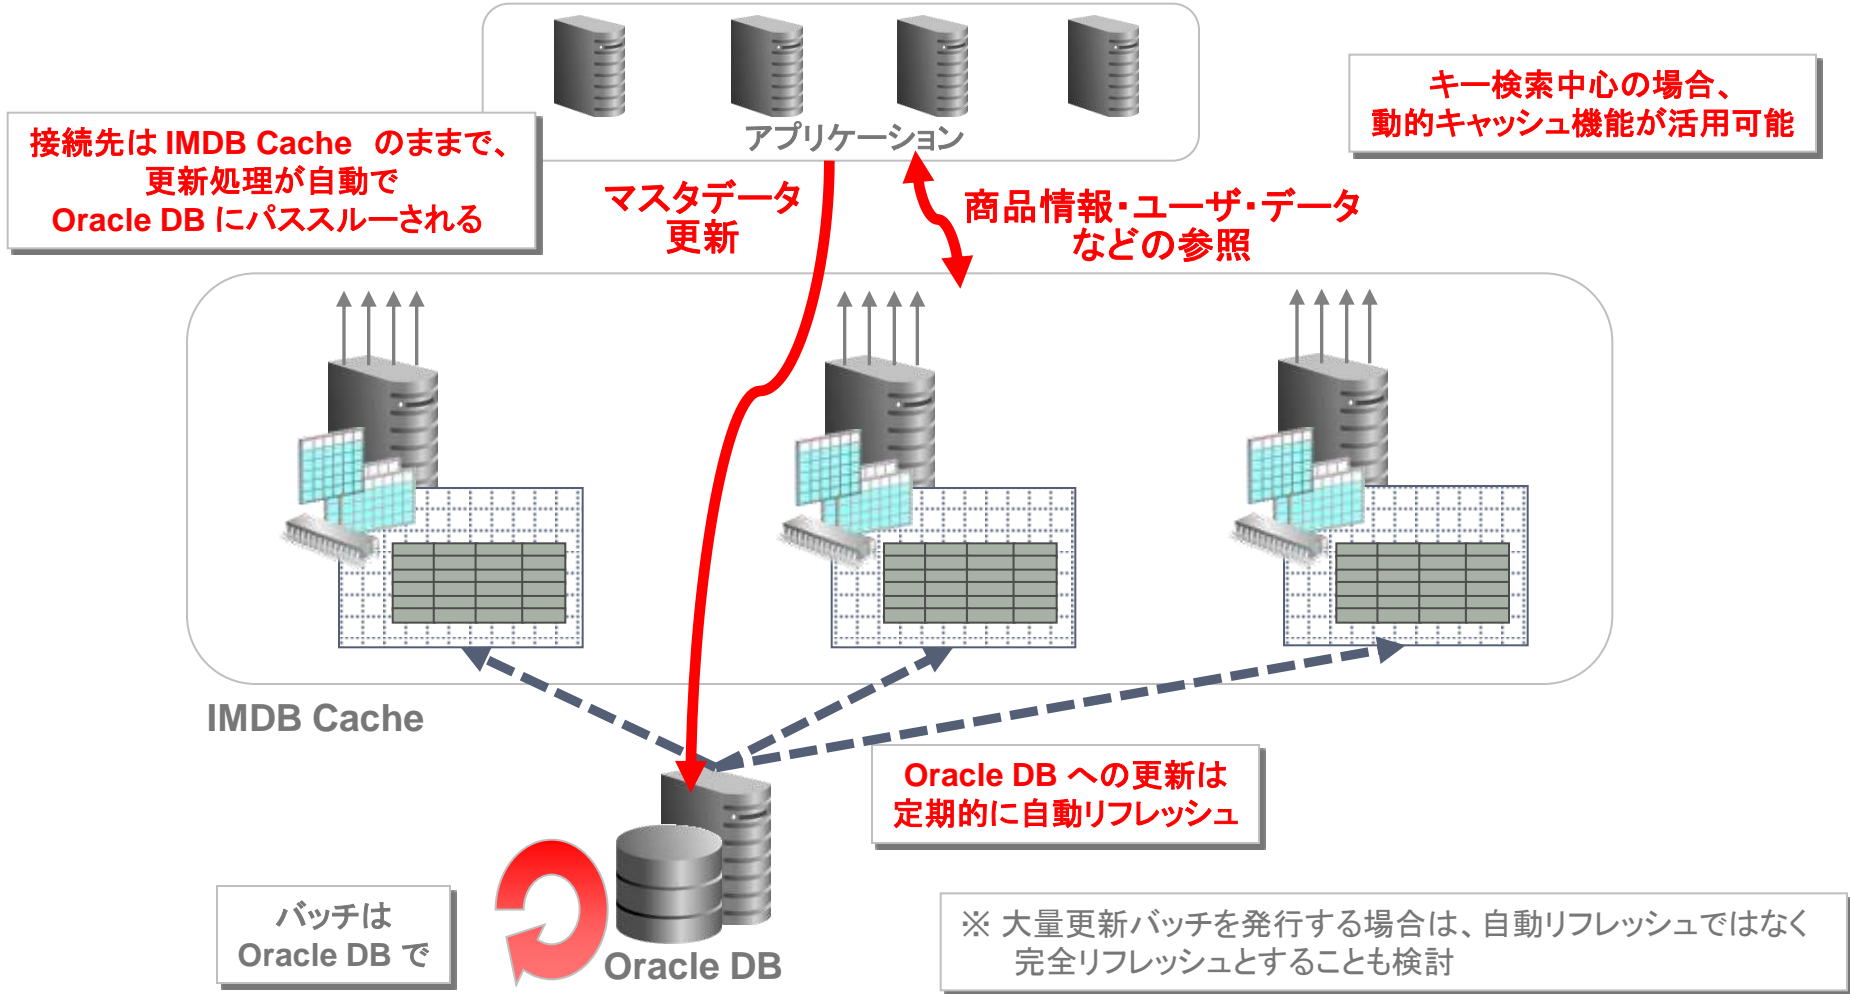 キー検索中心の場合、
動的キャッシュ機能が活用可能
アプリケーション
接続先は IMDB Cache のままで、
更新処理が自動で
Oracle DB にパススルーされる
マスタデータ
更新
商品情報・ユーザ・データ
などの参照
IMDB Cache
Oracle DB への更新は
定期的に自動リフレッシュ
バッチは
Oracle DB で
Oracle DB
※ 大量更新バッチを発行する場合は、自動リフレッシュではなく
完全リフレッシュとすることも検討